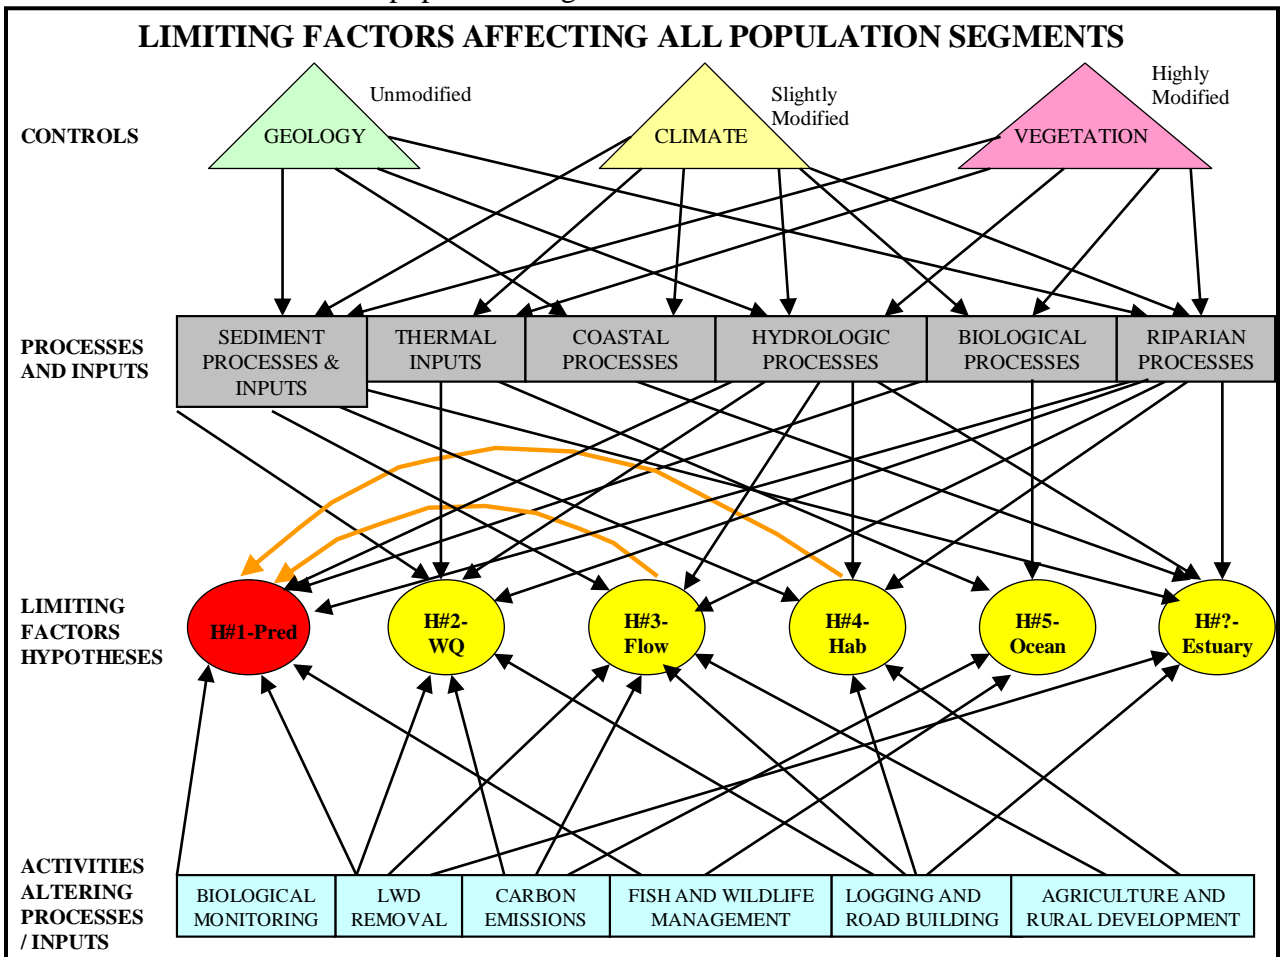 LIMITING FACTORS AFFECTING ALL POPULATION SEGMENTS
Unmodified
Slightly
Modified
Highly
Modified
CONTROLS
GEOLOGY
CLIMATE
VEGETATION
PROCESSES
AND INPUTS
SEDIMENT
PROCESSES &
INPUTS
THERMAL
INPUTS
COASTAL
PROCESSES
HYDROLOGIC
PROCESSES
BIOLOGICAL
PROCESSES
RIPARIAN
PROCESSES
LIMITING
FACTORS
HYPOTHESES
H#1-Pred
H#2-
WQ
H#3-
Flow
H#4-
Hab
H#5-
Ocean
H#?-
Estuary
ACTIVITIES
ALTERING
PROCESSES
/ INPUTS
BIOLOGICAL
MONITORING
LWD
REMOVAL
CARBON
EMISSIONS
FISH AND WILDLIFE
MANAGEMENT
LOGGING AND
ROAD BUILDING
AGRICULTURE AND
RURAL DEVELOPMENT